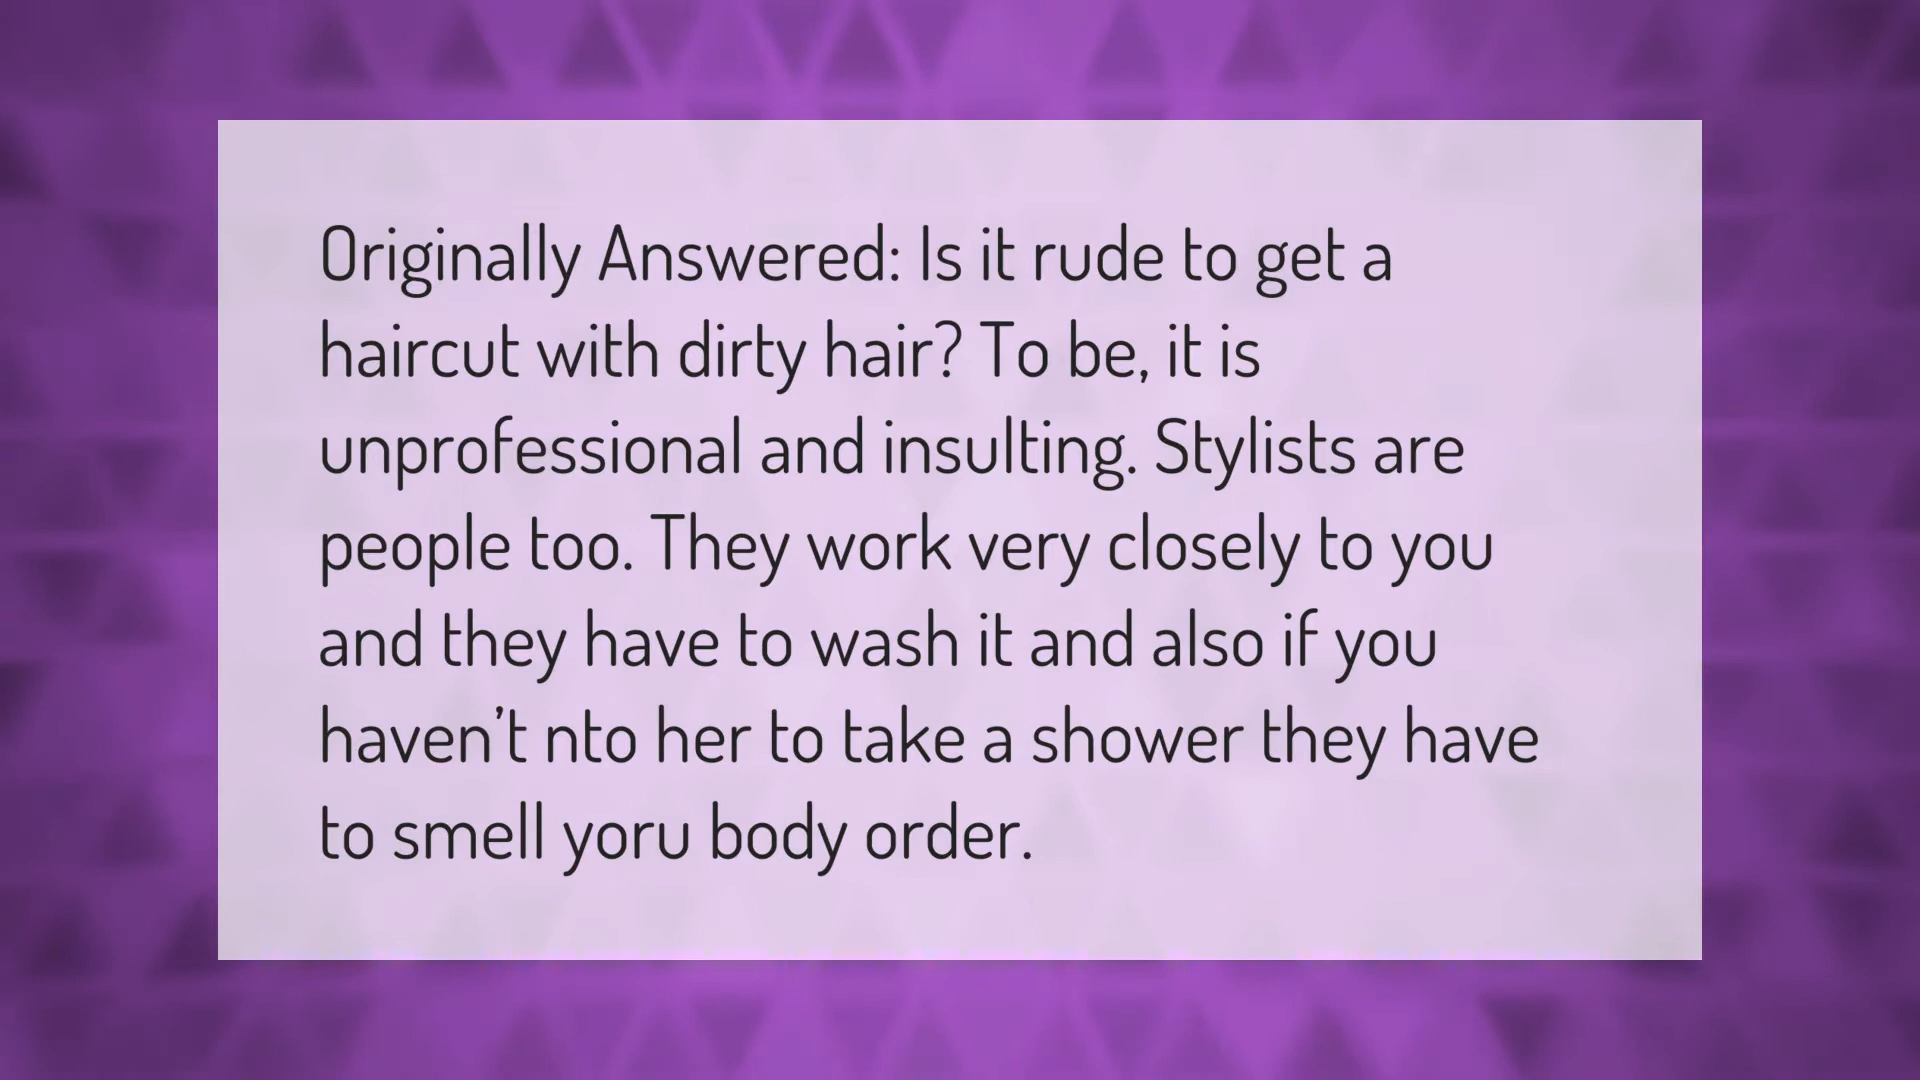 Originally Answered: Is it rude to get a
haircut with dirty hair? To be, it is
unprofessional and insulting. Stylists are
people too. They work very closely to you
and they have to wash it and also if you
haven’t nto her to take a shower they have
to smell yoru body order.